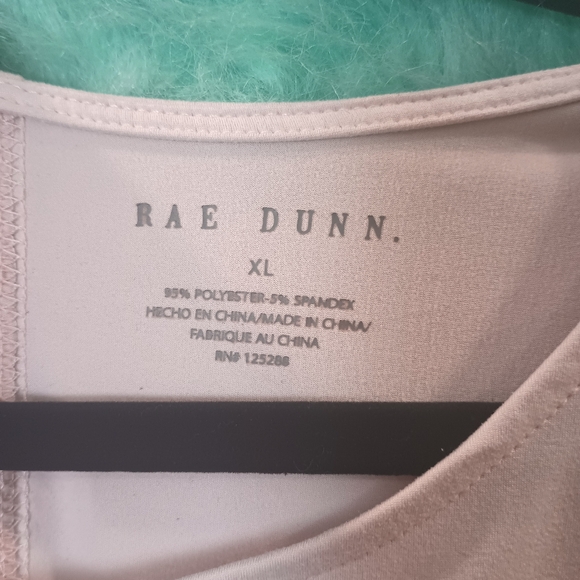 RAE DUNN.
XL
95% POLYESTER-5% SPANDEX
HECHO EN CHINA/MADE IN CHINA/
FABRIQUE AU CHINA
RN# 125288